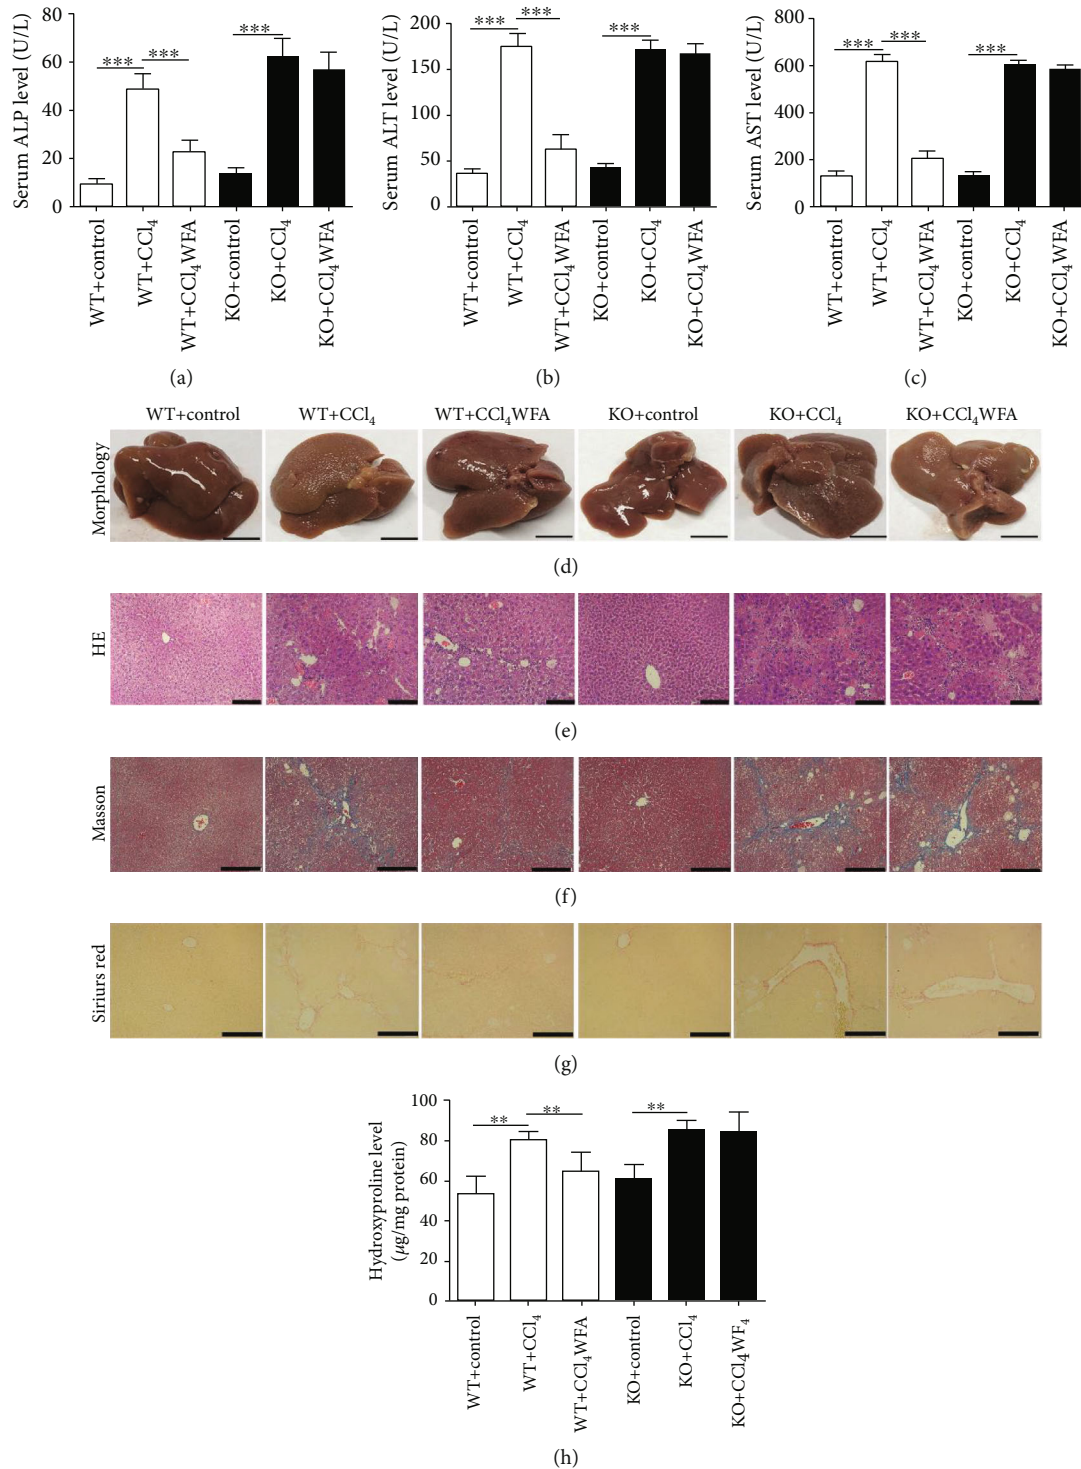 Serum ALP level (U/L)
80
60
40
20
0
***
***
***
WT+control
WT+CCl₄
WT+CCl₄WFA
KO+control
KO+CCl₄
KO+CCl₄WFA
(a)
Serum ALT level (U/L)
200
150
100
50
0
***
***
***
WT+control
WT+CCl₄
WT+CCl₄WFA
KO+control
KO+CCl₄
KO+CCl₄WFA
(b)
Serum AST level (U/L)
800
600
400
200
0
***
***
***
WT+control
WT+CCl₄
WT+CCl₄WFA
KO+control
KO+CCl₄
KO+CCl₄WFA
(c)
WT+control WT+CCl₄ WT+CCl₄WFA KO+control KO+CCl₄ KO+CCl₄WFA
Morphology
(d)
HE
(e)
Masson
(f)
Siriurs red
(g)
Hydroxyproline level
(µg/mg protein)
100
80
60
40
20
0
**
**
**
WT+control
WT+CCl₄
WT+CCl₄WFA
KO+control
KO+CCl₄
KO+CCl4WF₄
(h)